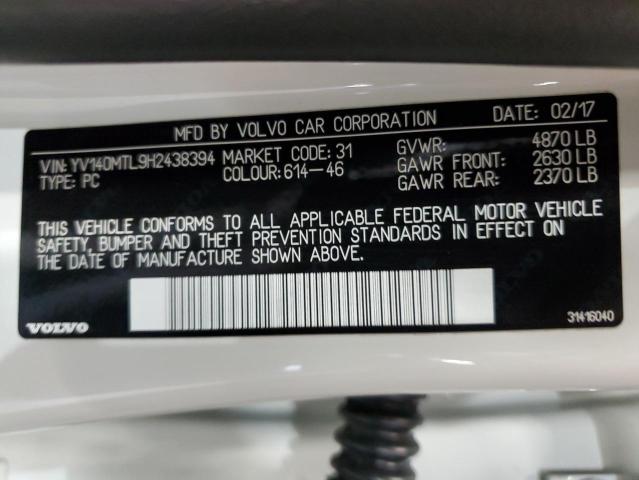 MFD BY VOLVO CAR CORPORATION DATE: 02/17
VIN: YV140MTL9H2438394 MARKET CODE: 31 GVWR: 4870 LB
TYPE: PC COLOUR: 614-46 GAWR FRONT: 2630 LB
GAWR REAR: 2370 LB
THIS VEHICLE CONFORMS TO ALL APPLICABLE FEDERAL MOTOR VEHICLE
SAFETY, BUMPER AND THEFT PREVENTION STANDARDS IN EFFECT ON
THE DATE OF MANUFACTURE SHOWN ABOVE.
VOLVO 31416040